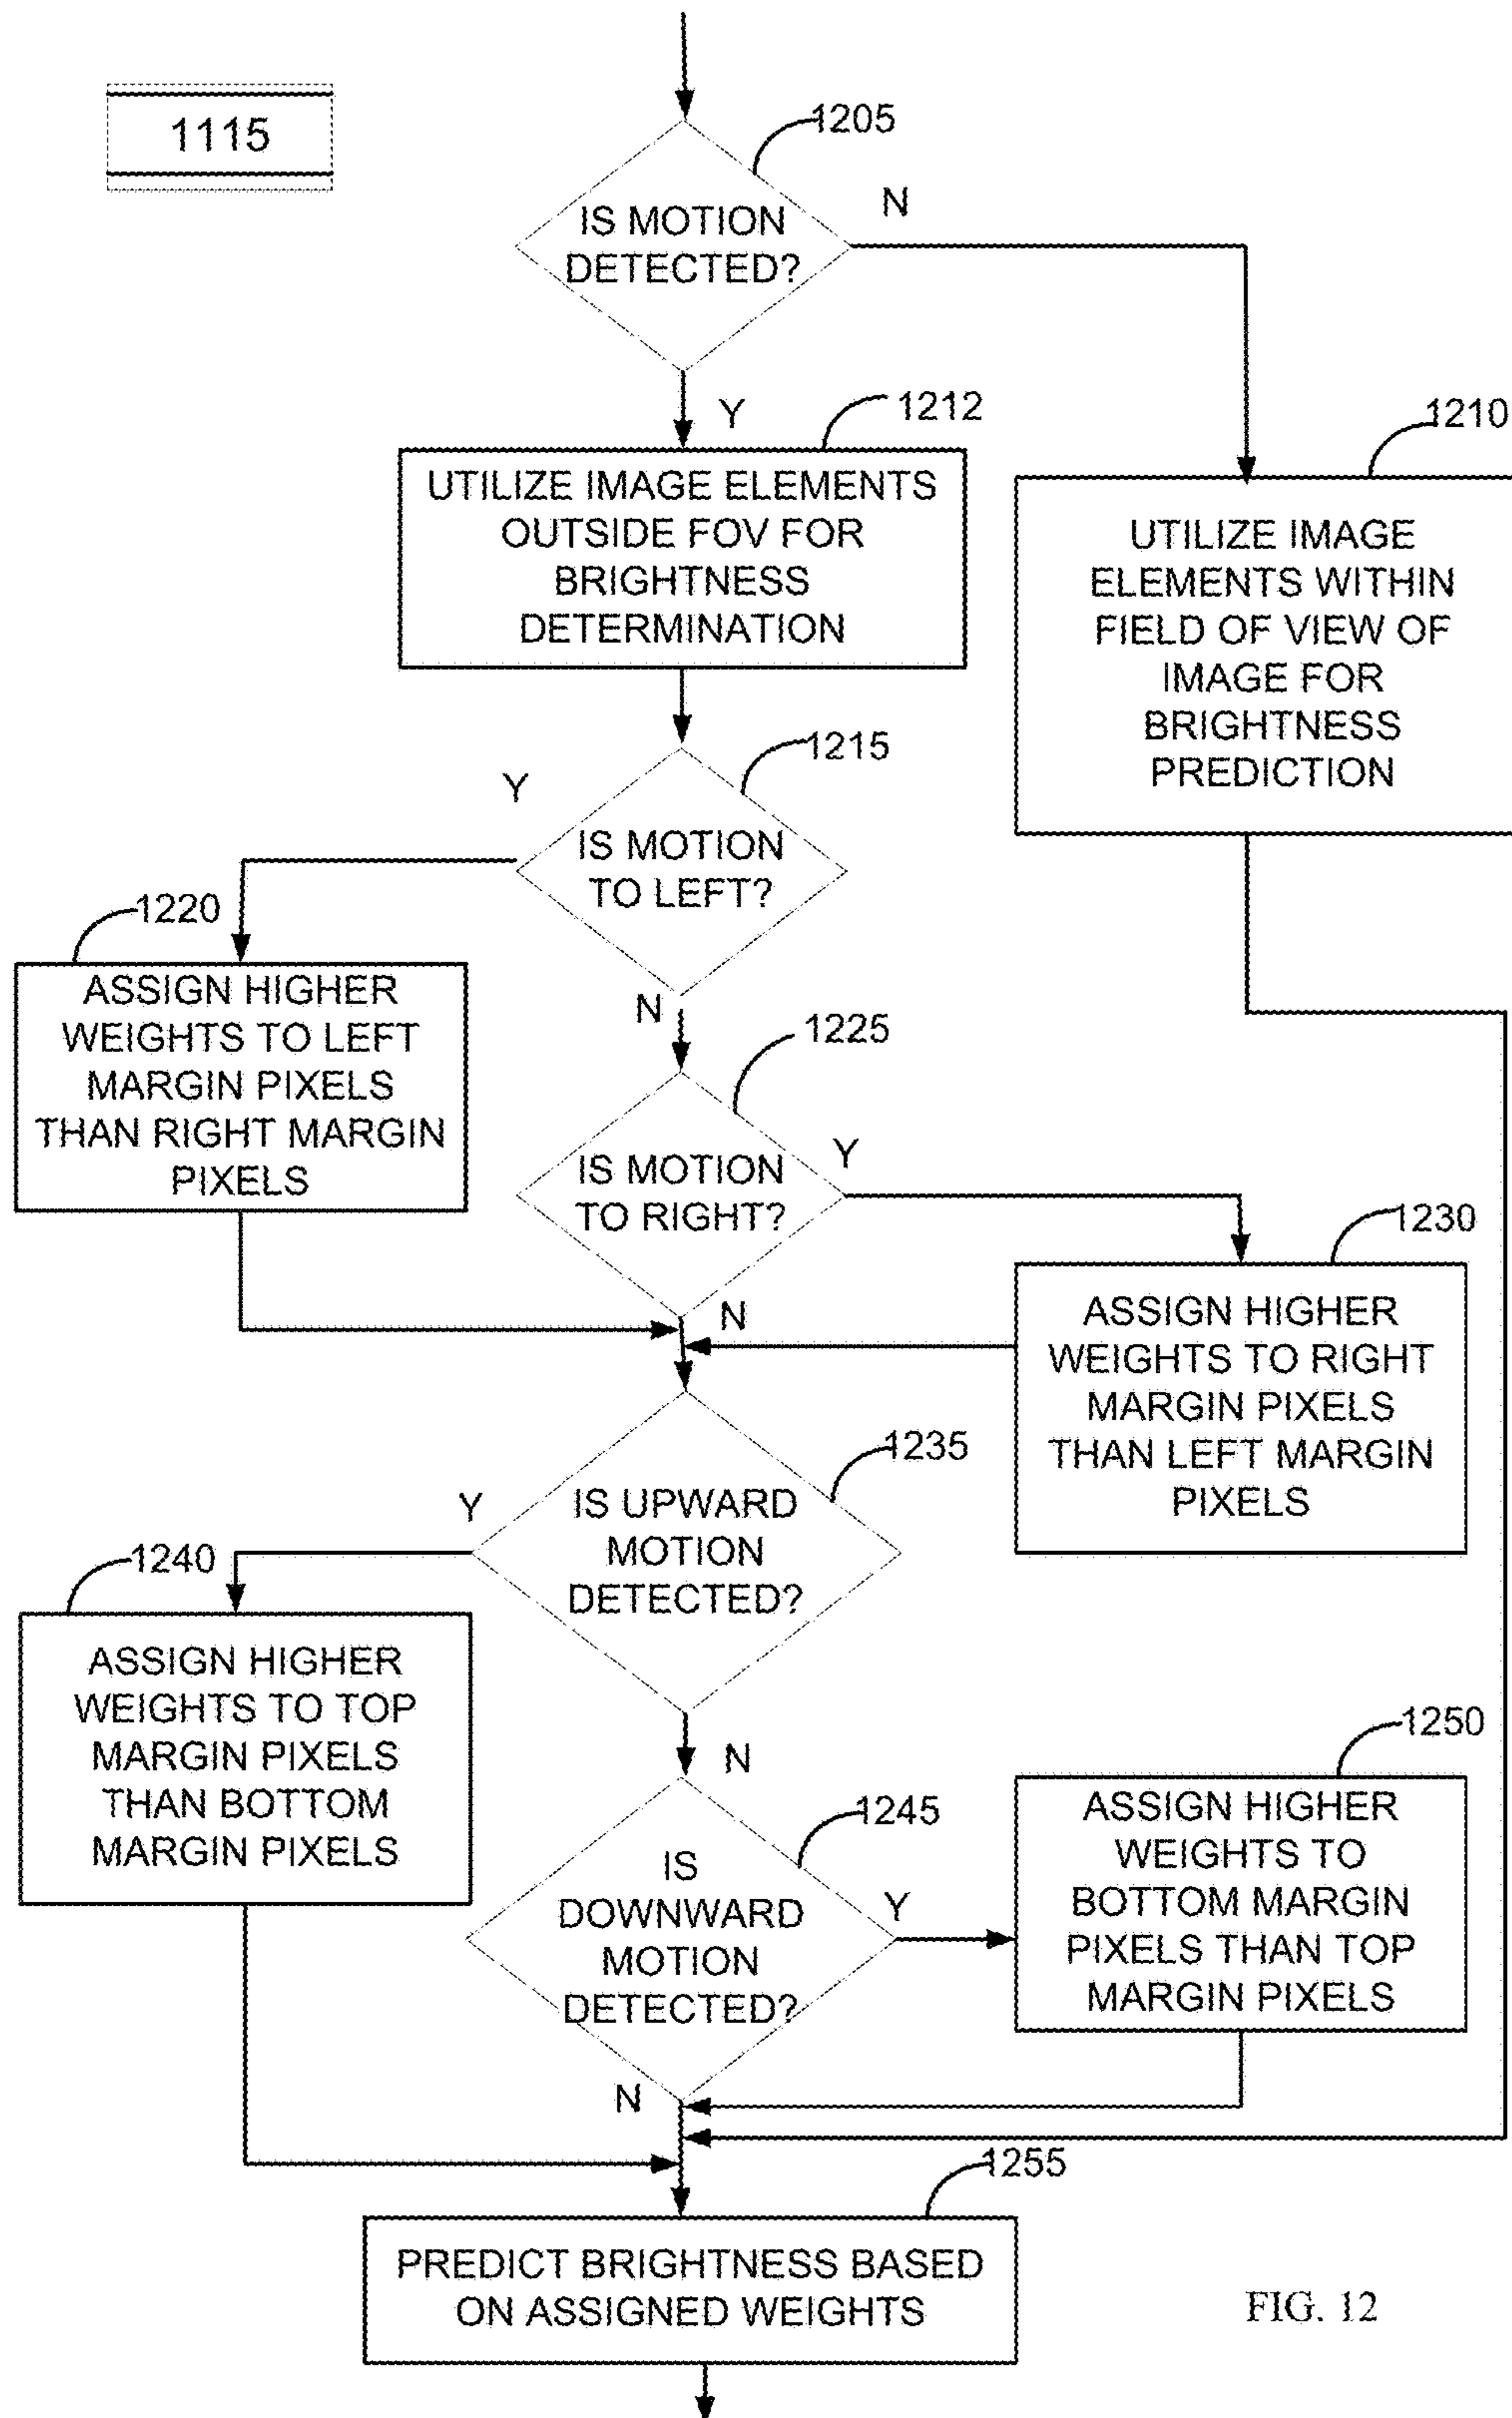 1115
1205
IS MOTION
DETECTED?
N
Y
1212
UTILIZE IMAGE ELEMENTS
OUTSIDE FOV FOR
BRIGHTNESS
DETERMINATION
1210
UTILIZE IMAGE
ELEMENTS WITHIN
FIELD OF VIEW OF
IMAGE FOR
BRIGHTNESS
PREDICTION
1215
Y
IS MOTION
TO LEFT?
N
1220
ASSIGN HIGHER
WEIGHTS TO LEFT
MARGIN PIXELS
THAN RIGHT MARGIN
PIXELS
1225
IS MOTION
TO RIGHT?
Y
N
1230
ASSIGN HIGHER
WEIGHTS TO RIGHT
MARGIN PIXELS
THAN LEFT MARGIN
PIXELS
1235
Y
IS UPWARD
MOTION
DETECTED?
N
1240
ASSIGN HIGHER
WEIGHTS TO TOP
MARGIN PIXELS
THAN BOTTOM
MARGIN PIXELS
1245
IS
DOWNWARD
MOTION
DETECTED?
Y
N
1250
ASSIGN HIGHER
WEIGHTS TO
BOTTOM MARGIN
PIXELS THAN TOP
MARGIN PIXELS
1255
PREDICT BRIGHTNESS BASED
ON ASSIGNED WEIGHTS
FIG. 12